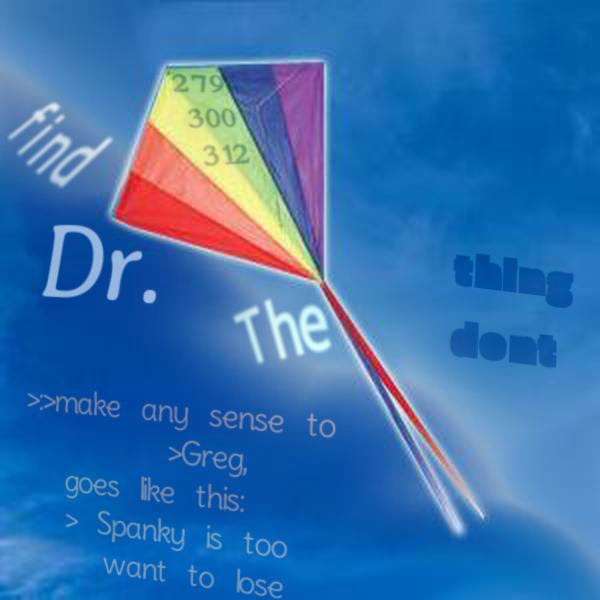 279
300
312
find
Dr.
The
thing
dont
>:>make any sense to
>Greg,
goes like this:
> Spanky is too
want to lose